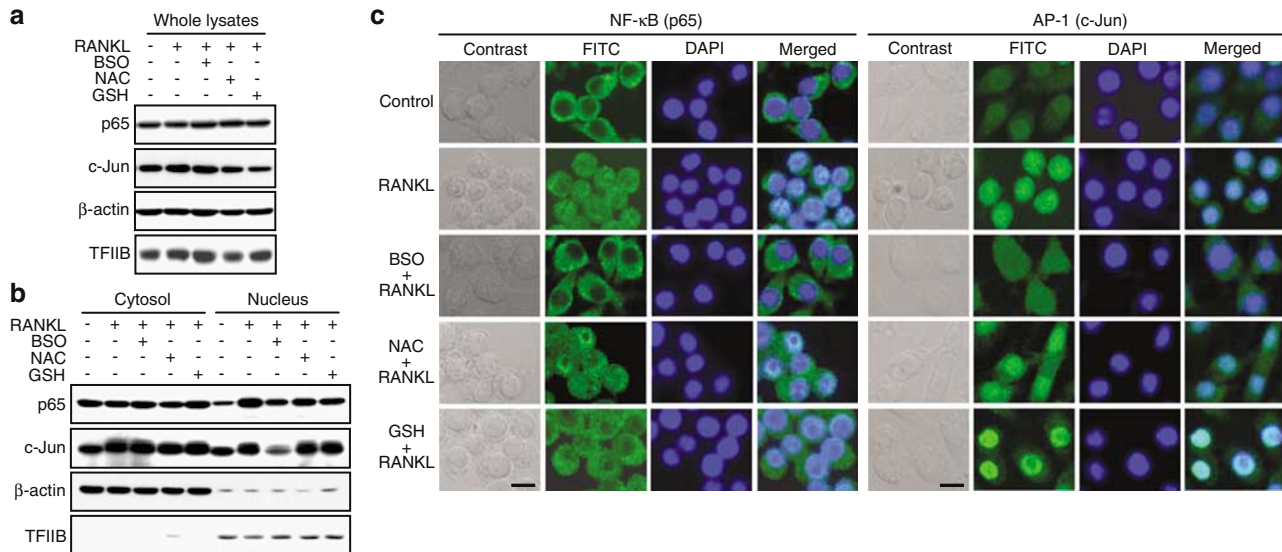 a
Whole lysates
RANKL - + + + +
BSO +
NAC +
GSH +
p65
c-Jun
β-actin
TFIIB
b
Cytosol Nucleus
RANKL - + + + + - + + + +
BSO - - + - - - - + - -
NAC - - - + - - - - + -
GSH - - - - + - - - - +
p65
c-Jun
β-actin
TFIIB
c
NF-κB (p65) AP-1 (c-Jun)
Contrast FITC DAPI Merged Contrast FITC DAPI Merged
Control
RANKL
BSO
+
RANKL
NAC
+
RANKL
GSH
+
RANKL